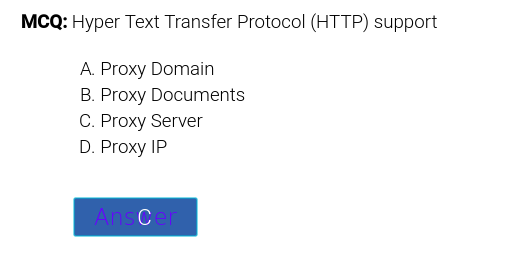 MCQ: Hyper Text Transfer Protocol (HTTP) support
A. Proxy Domain
B. Proxy Documents
C. Proxy Server
D. Proxy IP
Answer
C